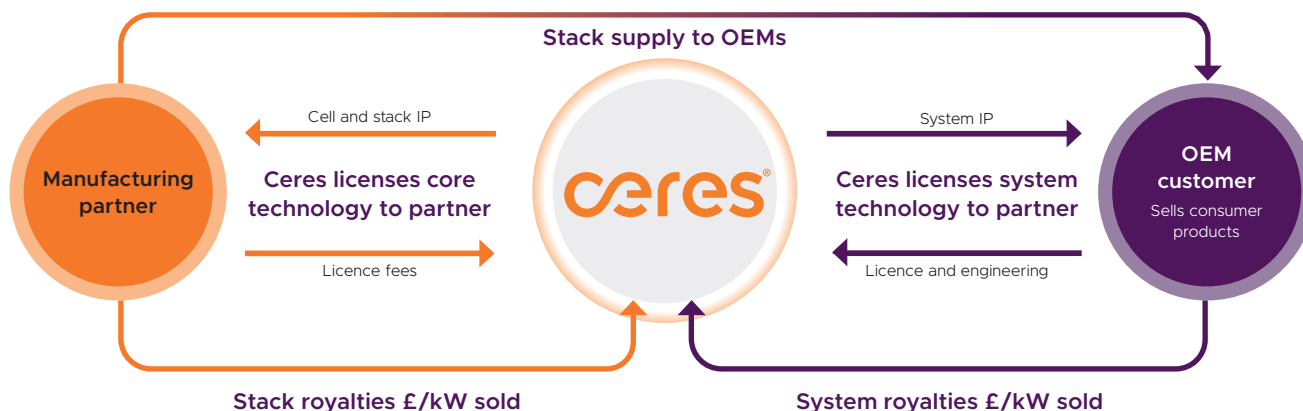 Stack supply to OEMs
Cell and stack IP
System IP
Manufacturing
partner
Ceres licenses core
technology to partner
ceres®
Ceres licenses system
technology to partner
OEM
customer
Sells consumer
products
Licence fees
Licence and engineering
Stack royalties £/kW sold
System royalties £/kW sold